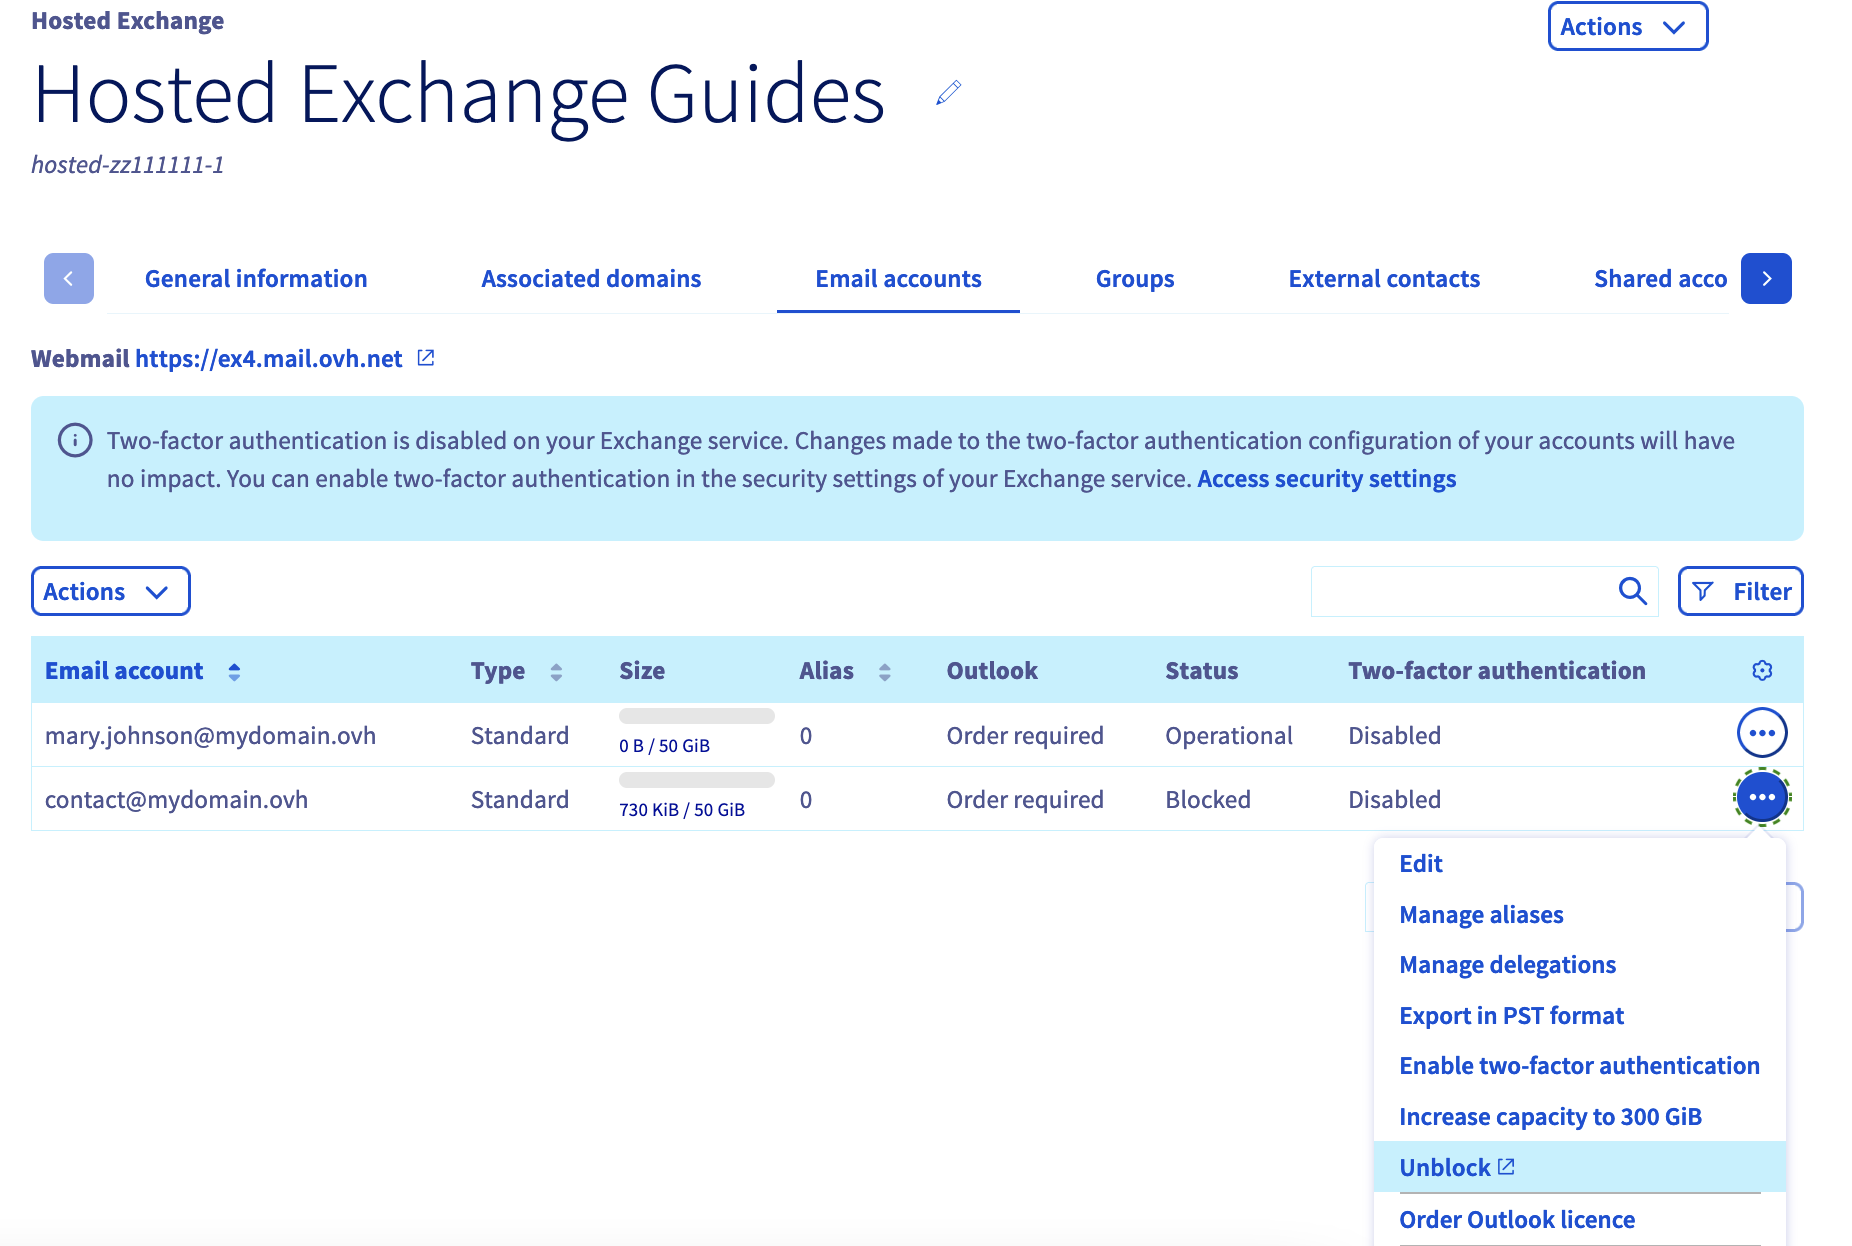 Hosted Exchange
Actions
Hosted Exchange Guides
hosted-zz111111-1
General information
Associated domains
Email accounts
Groups
External contacts
Shared acco
Webmail https://ex4.mail.ovh.net
Two-factor authentication is disabled on your Exchange service. Changes made to the two-factor authentication configuration of your accounts will have
no impact. You can enable two-factor authentication in the security settings of your Exchange service. Access security settings
Actions
Filter
Email account Type Size Alias Outlook Status Two-factor authentication
mary.johnson@mydomain.ovh Standard 0 B / 50 GiB 0 Order required Operational Disabled
contact@mydomain.ovh Standard 730 KiB / 50 GiB 0 Order required Blocked Disabled
Edit
Manage aliases
Manage delegations
Export in PST format
Enable two-factor authentication
Increase capacity to 300 GiB
Unblock
Order Outlook licence